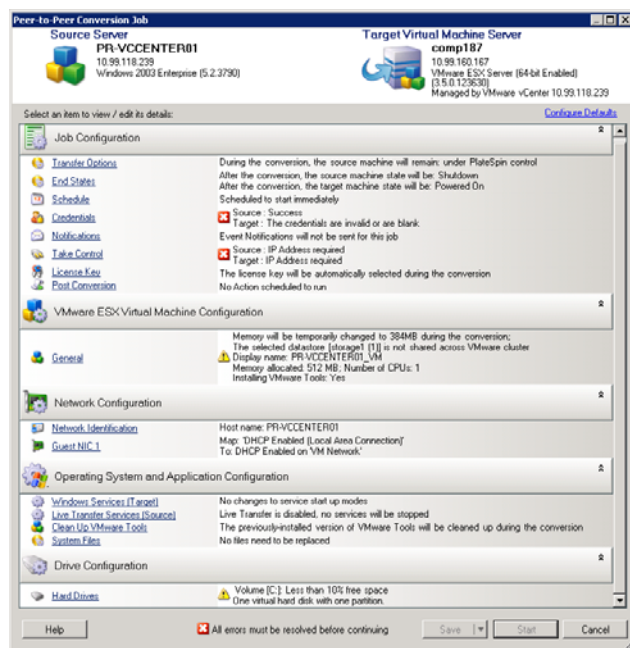 Peer-to-Peer Conversion Job
Source Server
PR-VCCENTER01
10.99.118.239
Windows 2003 Enterprise (5.2.3790)
Target Virtual Machine Server
comp187
10.99.160.167
VMware ESX Server (64-bit Enabled)
(3.5.0.123630)
Managed by VMware vCenter 10.99.118.239
Select an item to view / edit its details:
Configure Defaults
Job Configuration
Transfer Options
During the conversion, the source machine will remain: under PlateSpin control
End States
After the conversion, the source machine state will be: Shutdown
After the conversion, the target machine state will be: Powered On
Schedule
Scheduled to start immediately
Credentials
Source : Success
Target : The credentials are invalid or are blank
Notifications
Event Notifications will not be sent for this job
Take Control
Source : IP Address required
Target : IP Address required
License Key
The license key will be automatically selected during the conversion
Post Conversion
No Action scheduled to run
VMware ESX Virtual Machine Configuration
General
Memory will be temporarily changed to 384MB during the conversion;
The selected datastore [storage1 (1)] is not shared across VMware cluster
Display name: PR-VCCENTER01_VM
Memory allocated: 512 MB; Number of CPUs: 1
Installing VMware Tools: Yes
Network Configuration
Network Identification
Host name: PR-VCCENTER01
Guest NIC 1
Map: 'DHCP Enabled (Local Area Connection)'
To: DHCP Enabled on 'VM Network'
Operating System and Application Configuration
Windows Services (Target)
No changes to service start up modes
Live Transfer Services (Source)
Live Transfer is disabled, no services will be stopped
Clean Up VMware Tools
The previously-installed version of VMware Tools will be cleaned up during the conversion
System Files
No files need to be replaced
Drive Configuration
Hard Drives
Volume [C:]: Less than 10% free space
One virtual hard disk with one partition.
Help
All errors must be resolved before continuing
Save
Start
Cancel